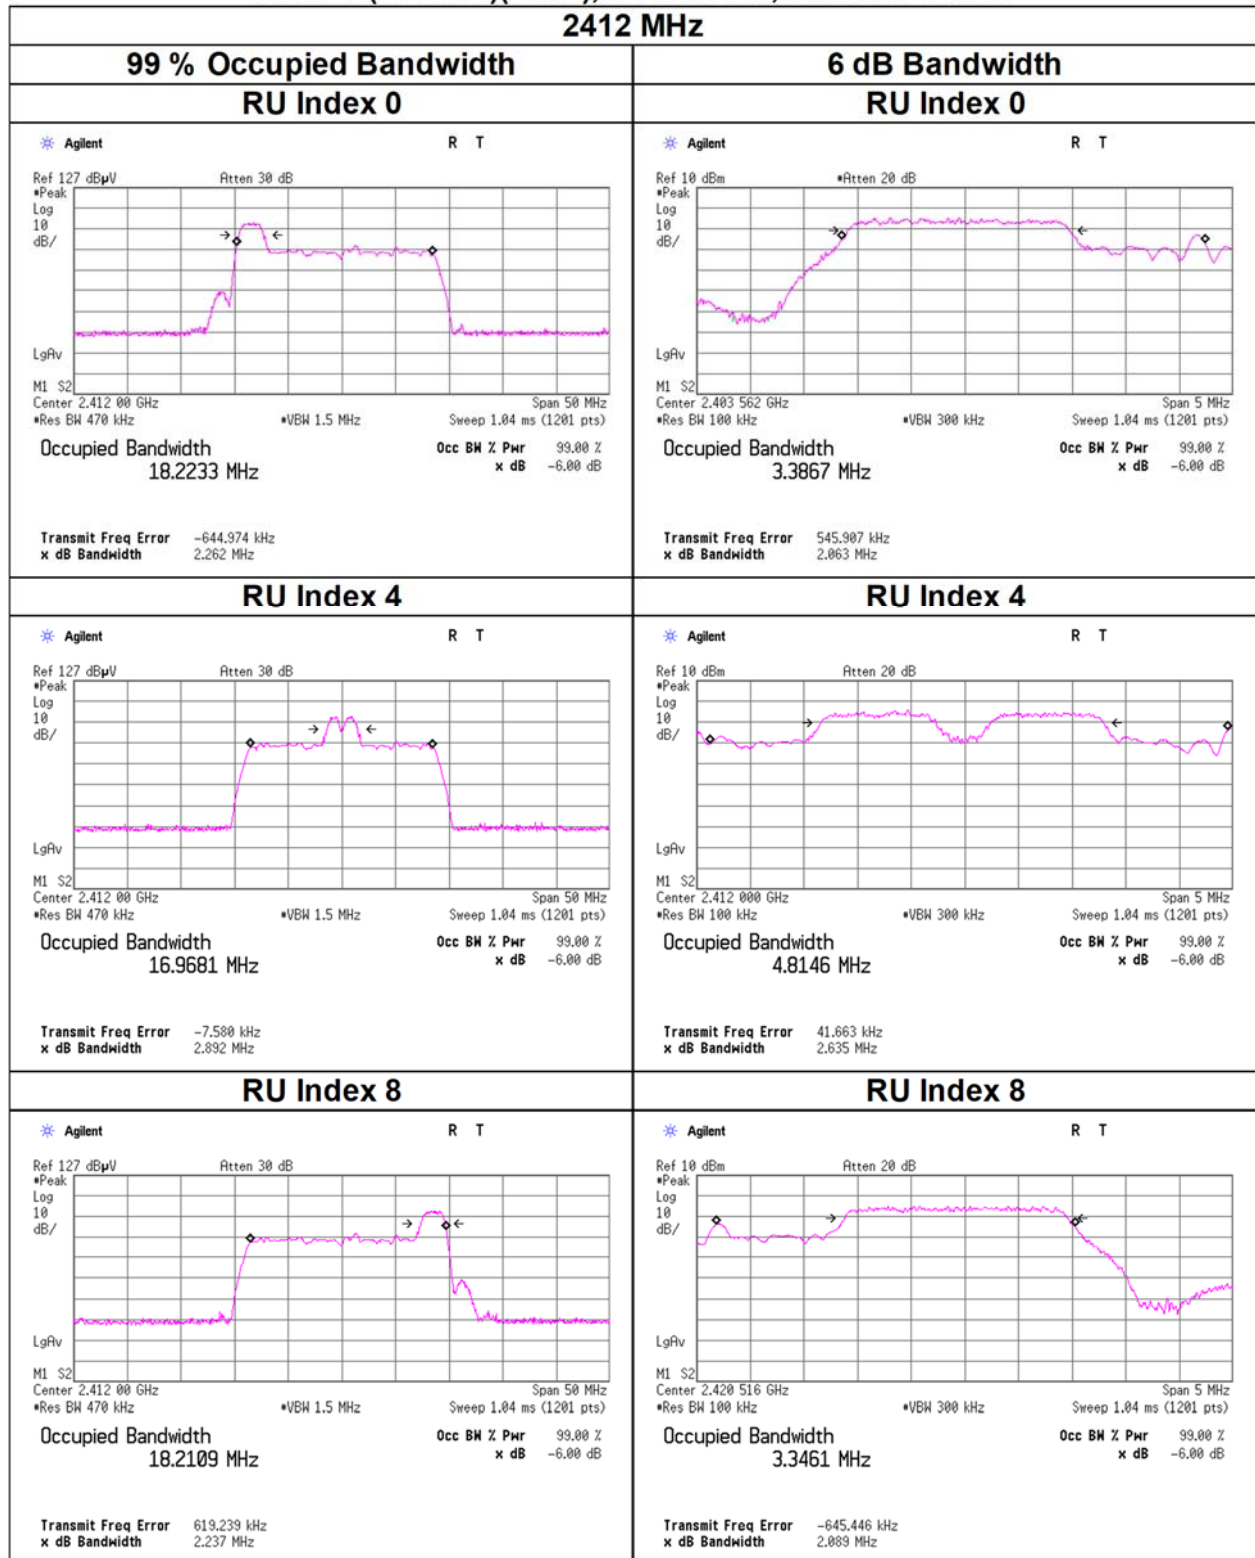 2412 MHz
99 % Occupied Bandwidth
6 dB Bandwidth
RU Index 0
RU Index 0
Agilent
R T
Ref 127 dBµV
Atten 30 dB
*Peak
Log
10
dB/
LgAv
M1 S2
Center 2.412 00 GHz
Span 50 MHz
*Res BW 470 kHz
*VBW 1.5 MHz
Sweep 1.04 ms (1201 pts)
Occupied Bandwidth
18.2233 MHz
Occ BW % Pwr 99.00 %
x dB -6.00 dB
Transmit Freq Error -644.974 kHz
x dB Bandwidth 2.262 MHz
Agilent
R T
Ref 10 dBm
*Atten 20 dB
*Peak
Log
10
dB/
LgAv
M1 S2
Center 2.403 562 GHz
Span 5 MHz
*Res BW 100 kHz
*VBW 300 kHz
Sweep 1.04 ms (1201 pts)
Occupied Bandwidth
3.3867 MHz
Occ BW % Pwr 99.00 %
x dB -6.00 dB
Transmit Freq Error 545.907 kHz
x dB Bandwidth 2.063 MHz
RU Index 4
RU Index 4
Agilent
R T
Ref 127 dBµV
Atten 30 dB
*Peak
Log
10
dB/
LgAv
M1 S2
Center 2.412 00 GHz
Span 50 MHz
*Res BW 470 kHz
*VBW 1.5 MHz
Sweep 1.04 ms (1201 pts)
Occupied Bandwidth
16.9681 MHz
Occ BW % Pwr 99.00 %
x dB -6.00 dB
Transmit Freq Error -7.580 kHz
x dB Bandwidth 2.892 MHz
Agilent
R T
Ref 10 dBm
Atten 20 dB
*Peak
Log
10
dB/
LgAv
M1 S2
Center 2.412 000 GHz
Span 5 MHz
*Res BW 100 kHz
*VBW 300 kHz
Sweep 1.04 ms (1201 pts)
Occupied Bandwidth
4.8146 MHz
Occ BW % Pwr 99.00 %
x dB -6.00 dB
Transmit Freq Error 41.663 kHz
x dB Bandwidth 2.635 MHz
RU Index 8
RU Index 8
Agilent
R T
Ref 127 dBµV
Atten 30 dB
*Peak
Log
10
dB/
LgAv
M1 S2
Center 2.412 00 GHz
Span 50 MHz
*Res BW 470 kHz
*VBW 1.5 MHz
Sweep 1.04 ms (1201 pts)
Occupied Bandwidth
18.2109 MHz
Occ BW % Pwr 99.00 %
x dB -6.00 dB
Transmit Freq Error 619.239 kHz
x dB Bandwidth 2.237 MHz
Agilent
R T
Ref 10 dBm
Atten 20 dB
*Peak
Log
10
dB/
LgAv
M1 S2
Center 2.420 516 GHz
Span 5 MHz
*Res BW 100 kHz
*VBW 300 kHz
Sweep 1.04 ms (1201 pts)
Occupied Bandwidth
3.3461 MHz
Occ BW % Pwr 99.00 %
x dB -6.00 dB
Transmit Freq Error -645.446 kHz
x dB Bandwidth 2.089 MHz